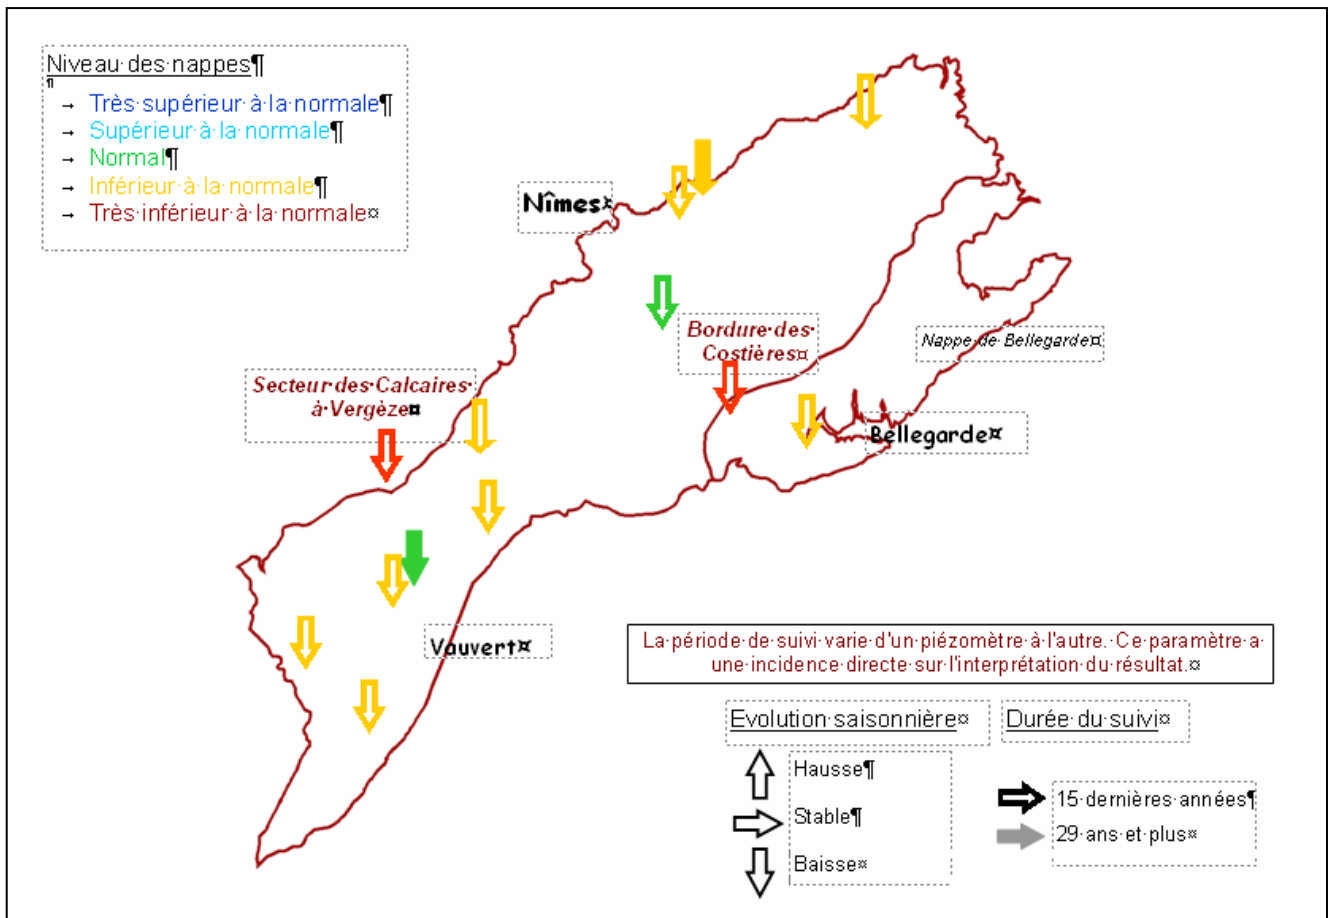 Niveau·des·nappes¶
¶
→ Très·supérieur·à·la·normale¶
→ Supérieur·à·la·normale¶
→ Normal¶
→ Inférieur·à·la·normale¶
→ Très·inférieur·à·la·normale¤
Nîmes¤
Bordure·des·
Costières¤
Nappe·de·Bellegarde¤
Secteur·des·Calcaires·
à·Vergèze¤
Bellegarde¤
Vauvert¤
La·période·de·suivi·varie·d'un·piézomètre·à·l'autre.·Ce·paramètre·a·
une·incidence·directe·sur·l'interprétation·du·résultat.¤
Evolution·saisonnière¤
Durée·du·suivi¤
Hausse¶
Stable¶
Baisse¤
15·dernières·années¶
29·ans·et·plus¤